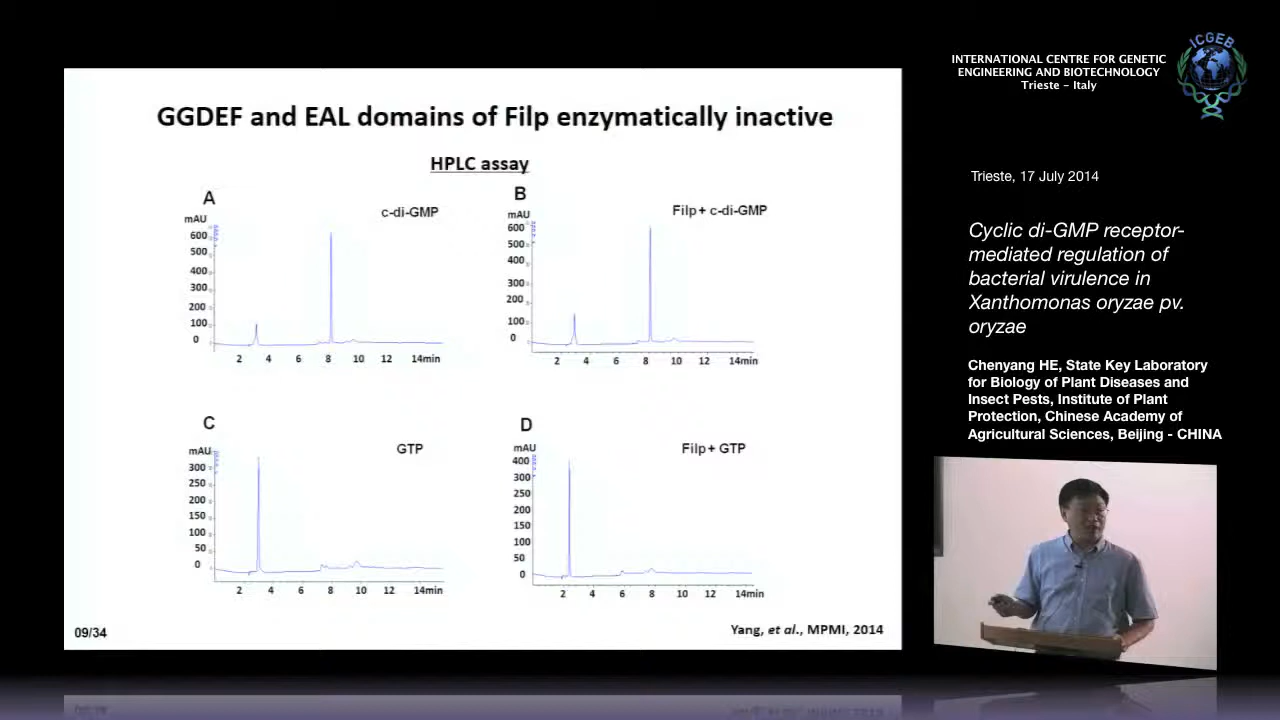 GGDEF and EAL domains of Filp enzymatically inactive
HPLC assay
A
mAU
c-di-GMP
600
500
400
300
200
100
0
2 4 6 8 10 12 14min
B
mAU
Filp + c-di-GMP
600
500
400
300
200
100
0
2 4 6 8 10 12 14min
C
mAU
GTP
300
250
200
150
100
50
0
2 4 6 8 10 12 14min
D
mAU
Filp + GTP
400
300
250
200
150
100
50
0
2 4 6 8 10 12 14min
09/34
Yang, et al., MPMI, 2014
INTERNATIONAL CENTRE FOR GENETIC
ENGINEERING AND BIOTECHNOLOGY
Trieste - Italy
ICGEB
Trieste, 17 July 2014
Cyclic di-GMP receptor-
mediated regulation of
bacterial virulence in
Xanthomonas oryzae pv.
oryzae
Chenyang HE, State Key Laboratory
for Biology of Plant Diseases and
Insect Pests, Institute of Plant
Protection, Chinese Academy of
Agricultural Sciences, Beijing - CHINA